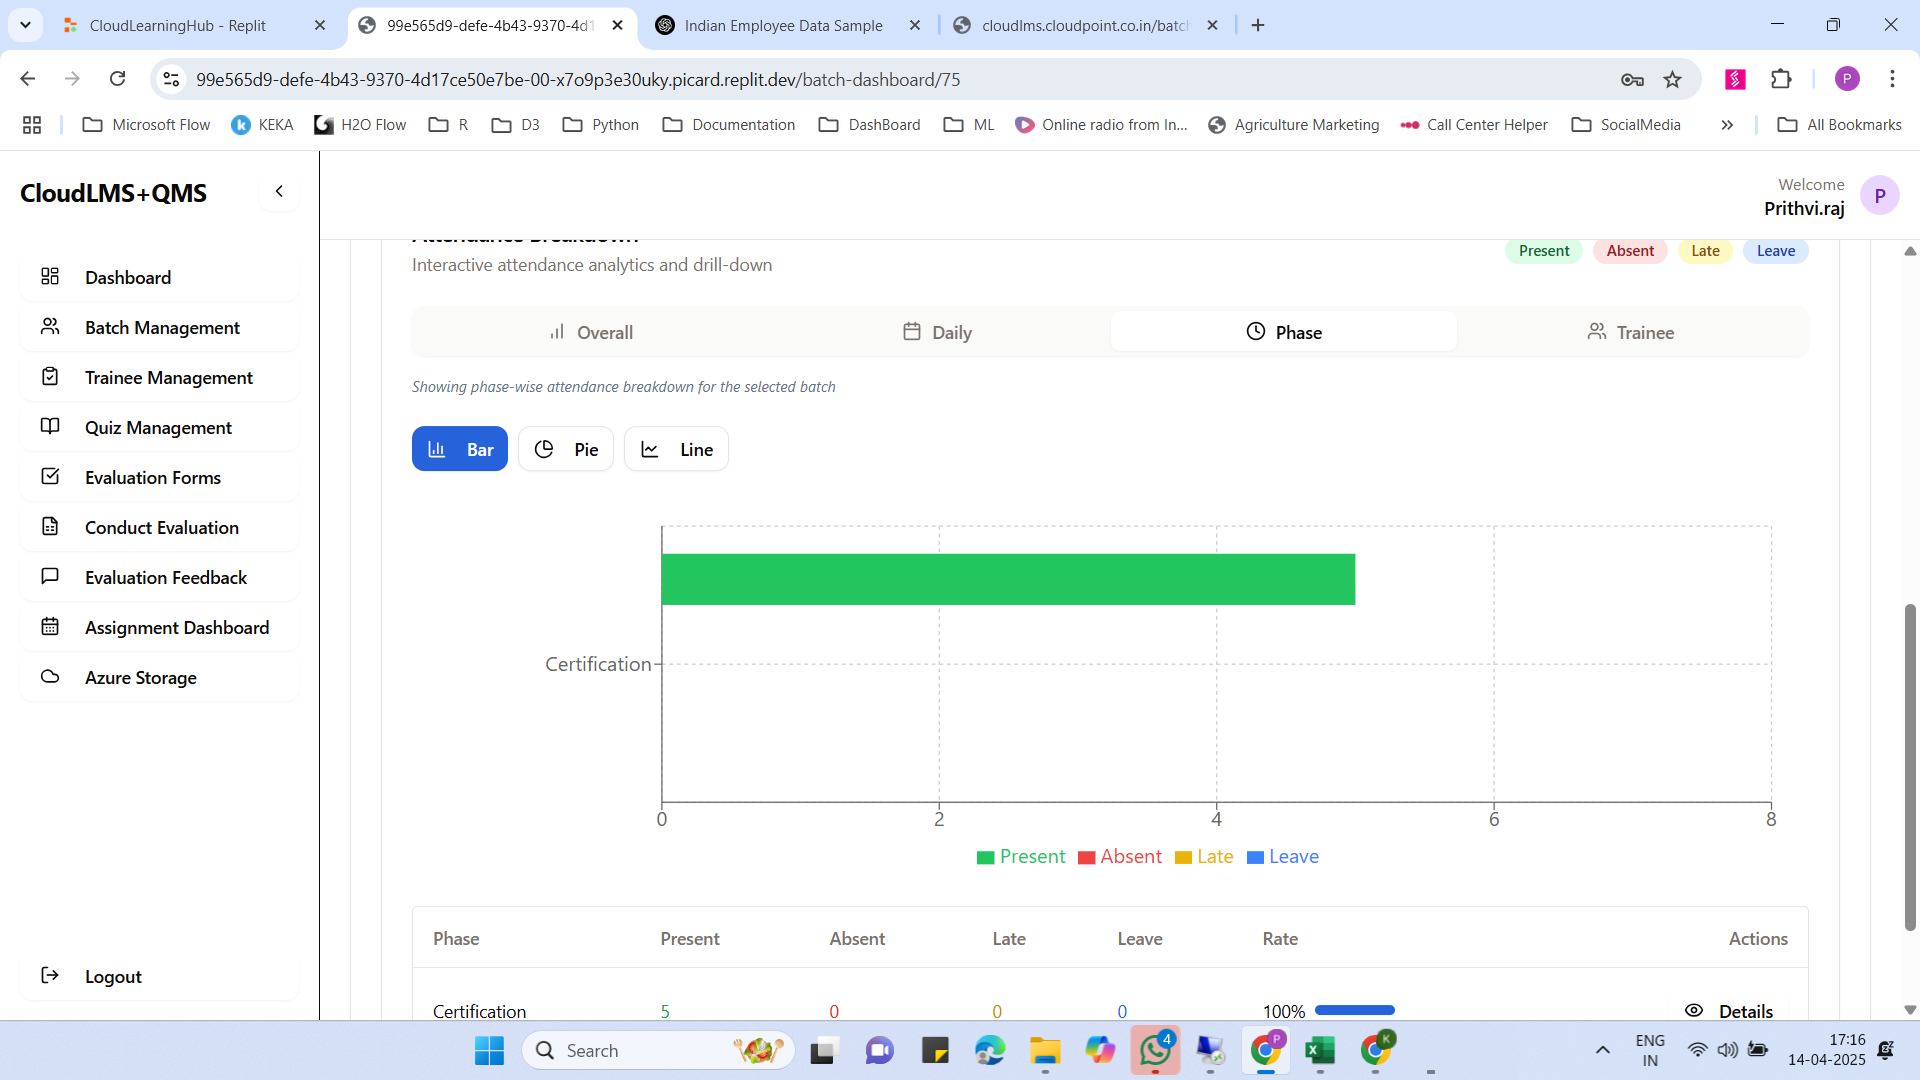 CloudLearningHub - Replit
99e565d9-defe-4b43-9370-4d1
Indian Employee Data Sample
cloudlms.cloudpoint.co.in/batch
99e565d9-defe-4b43-9370-4d17ce50e7be-00-x7o9p3e30uky.picard.replit.dev/batch-dashboard/75
P
Microsoft Flow
KEKA
H2O Flow
R
D3
Python
Documentation
DashBoard
ML
Online radio from In...
Agriculture Marketing
Call Center Helper
SocialMedia
All Bookmarks
CloudLMS+QMS
Welcome
Prithvi.raj
P
Dashboard
Batch Management
Trainee Management
Quiz Management
Evaluation Forms
Conduct Evaluation
Evaluation Feedback
Assignment Dashboard
Azure Storage
Logout
Attendance Breakdown
Interactive attendance analytics and drill-down
Present Absent Late Leave
Overall Daily Phase Trainee
Showing phase-wise attendance breakdown for the selected batch
Bar Pie Line
Certification
0 2 4 6 8
Present Absent Late Leave
Phase Present Absent Late Leave Rate Actions
Certification 5 0 0 0 100% Details
Search
4
P
K
ENG
IN
17:16
14-04-2025